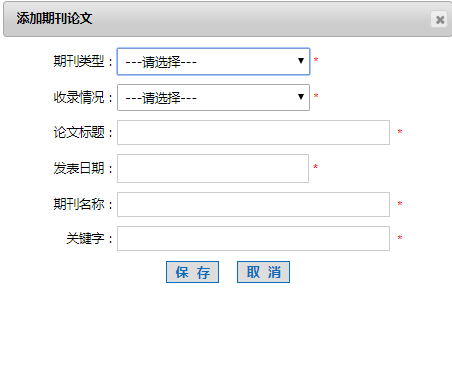 添加期刊论文
期刊类型： ---请选择--- *
收录情况： ---请选择--- *
论文标题： *
发表日期： *
期刊名称： *
关键字： *
保 存 取 消